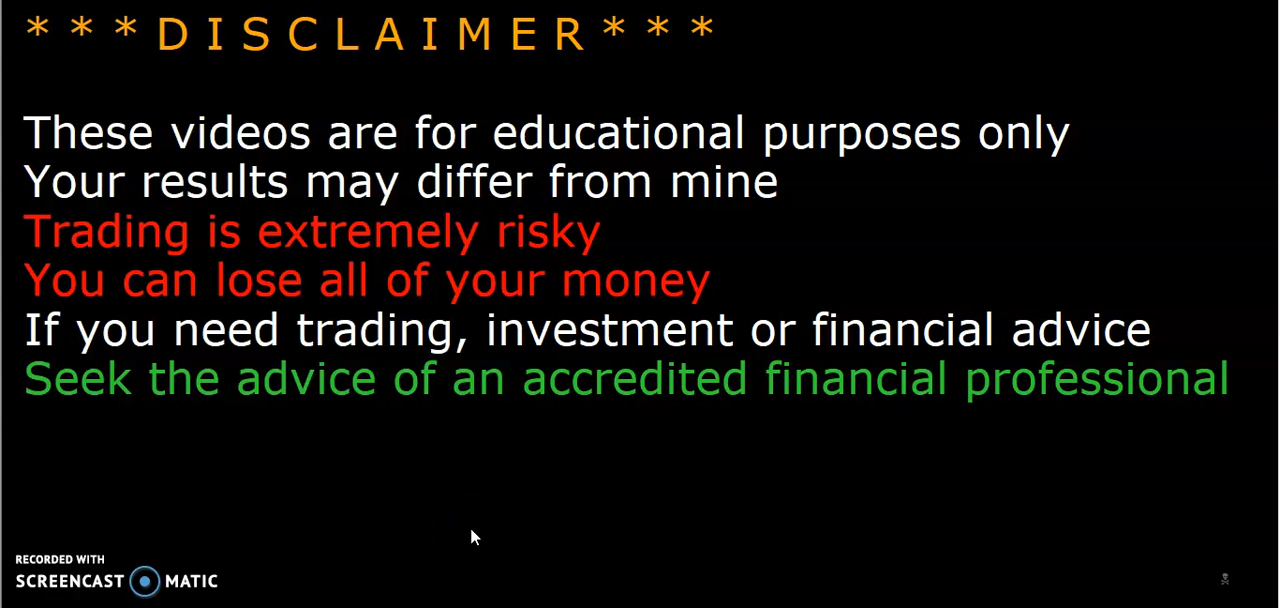 * * * D I S C L A I M E R * * *
These videos are for educational purposes only
Your results may differ from mine
Trading is extremely risky
You can lose all of your money
If you need trading, investment or financial advice
Seek the advice of an accredited financial professional
RECORDED WITH
SCREENCAST MATIC